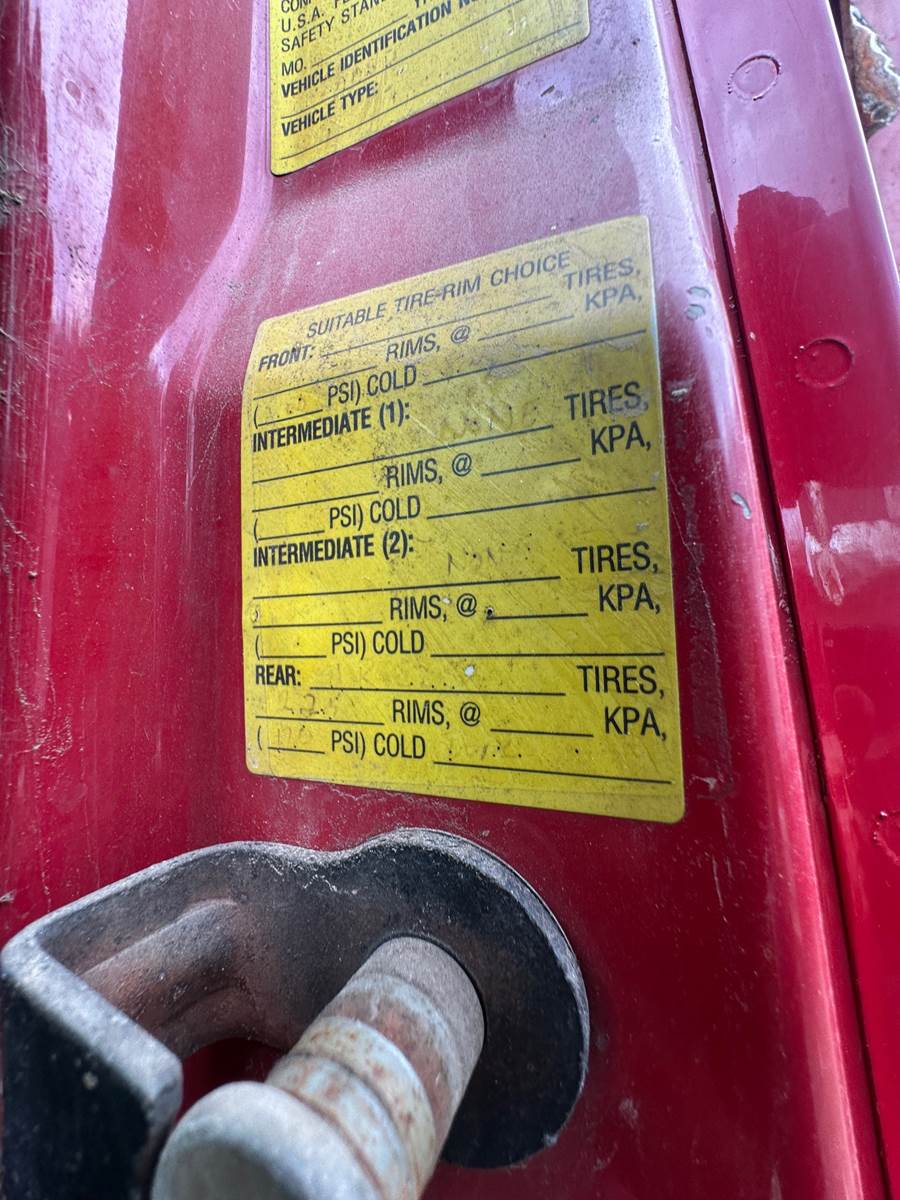 U.S.A.
SAFETY
MO.
VEHICLE IDENTIFICATION
VEHICLE TYPE:
SUITABLE TIRE-RIM CHOICE
FRONT: TIRES,
RIMS, @ KPA,
( PSI) COLD
INTERMEDIATE (1): TIRES,
RIMS, @ KPA,
( PSI) COLD
INTERMEDIATE (2): TIRES,
RIMS, @ KPA,
( PSI) COLD
REAR: TIRES,
RIMS, @ KPA,
( PSI) COLD